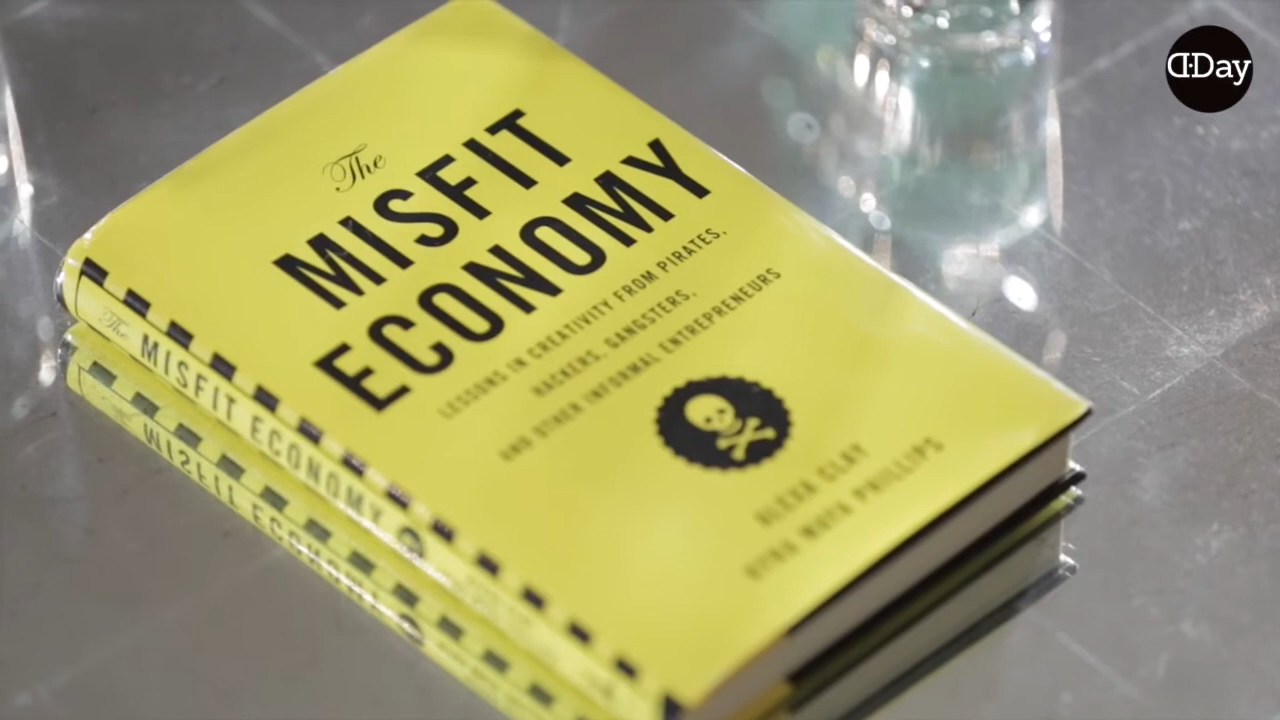 The
MISFIT
ECONOMY
LESSONS IN CREATIVITY FROM PIRATES,
HACKERS, GANGSTERS,
AND OTHER INFORMAL ENTREPRENEURS
ALEXA CLAY
KYRA MAYA PHILLIPS
The MISFIT ECONOMY
D·Day